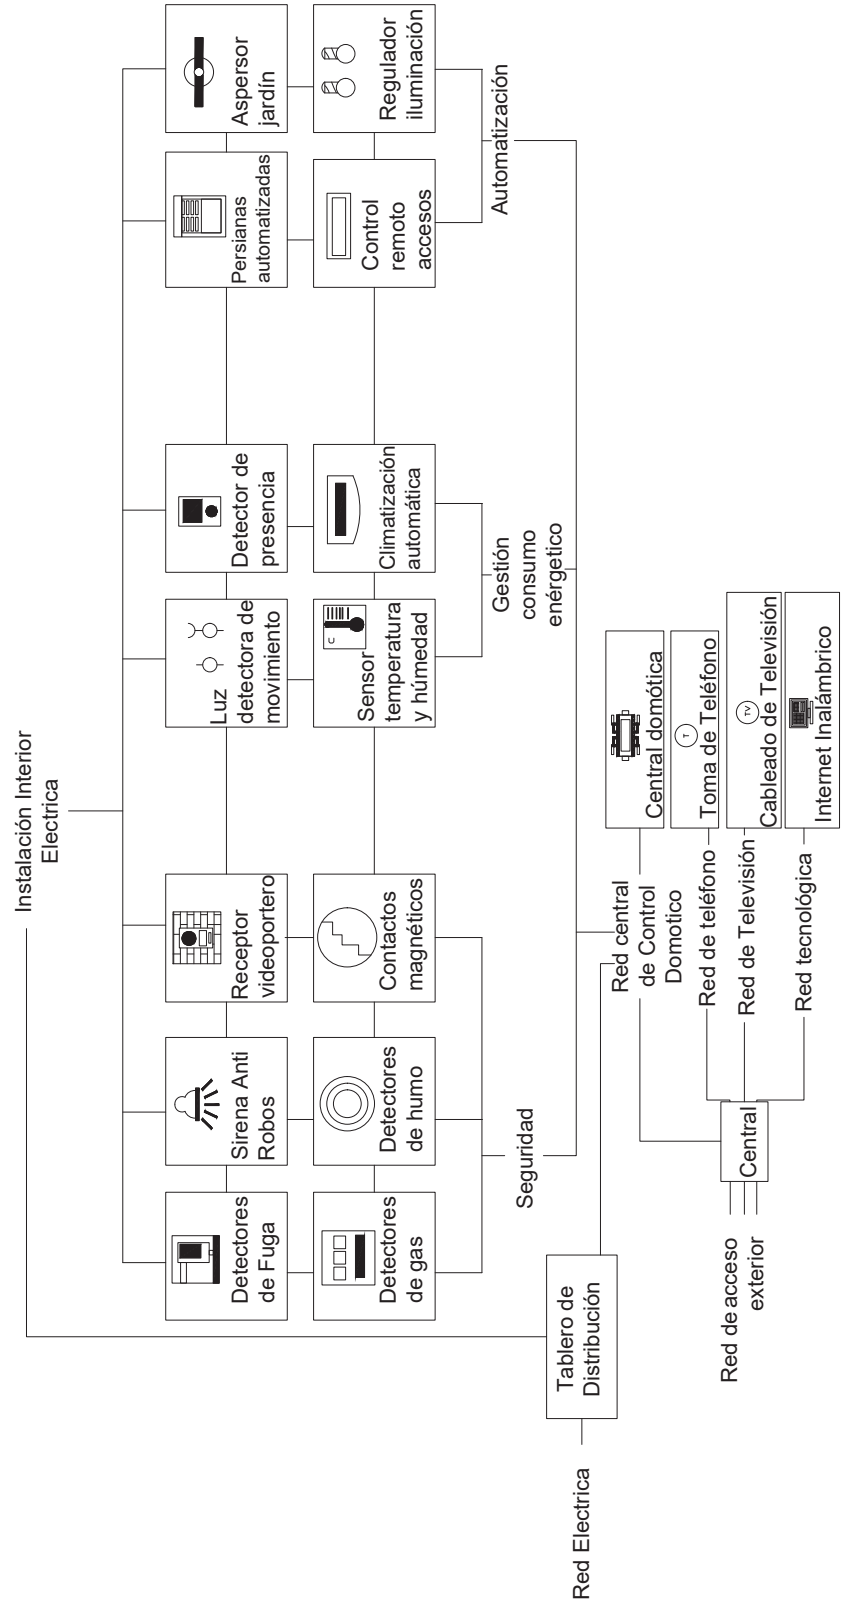 Instalación Interior
Electrica
Detectores
de Fuga
Sirena Anti
Robos
Receptor
videoportero
Luz
detectora de
movimiento
Detector de
presencia
Persianas
automatizadas
Aspersor
jardín
Detectores
de gas
Detectores
de humo
Contactos
magnéticos
C
Sensor
temperatura
y húmedad
Climatización
automática
Control
remoto
accesos
Regulador
iluminación
Seguridad
Gestión
consumo
enérgetico
Automatización
Red Electrica
Tablero de
Distribución
Red central
de Control
Domotico
Central domótica
Red de teléfono
T
Toma de Teléfono
Red de Televisión
TV
Cableado de Televisión
Red tecnológica
Internet Inalámbrico
Central
Red de acceso
exterior